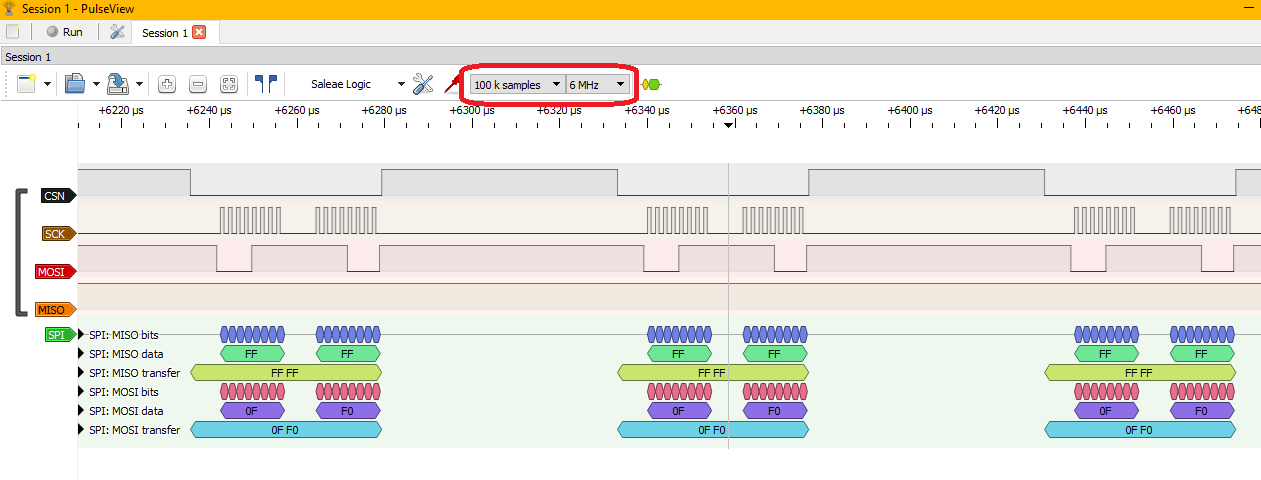 Session 1 - PulseView
Run
Session 1
Session 1
Saleae Logic
100 k samples
6 MHz
+6220 µs +6240 µs +6260 µs +6280 µs +6300 µs +6320 µs +6340 µs +6360 µs +6380 µs +6400 µs +6420 µs +6440 µs +6460 µs +648
CSN
SCK
MOSI
MISO
SPI
SPI: MISO bits
SPI: MISO data FF FF FF FF FF FF
SPI: MISO transfer FF FF FF FF FF FF
SPI: MOSI bits
SPI: MOSI data 0F F0 0F F0 0F F0
SPI: MOSI transfer 0F F0 0F F0 0F F0